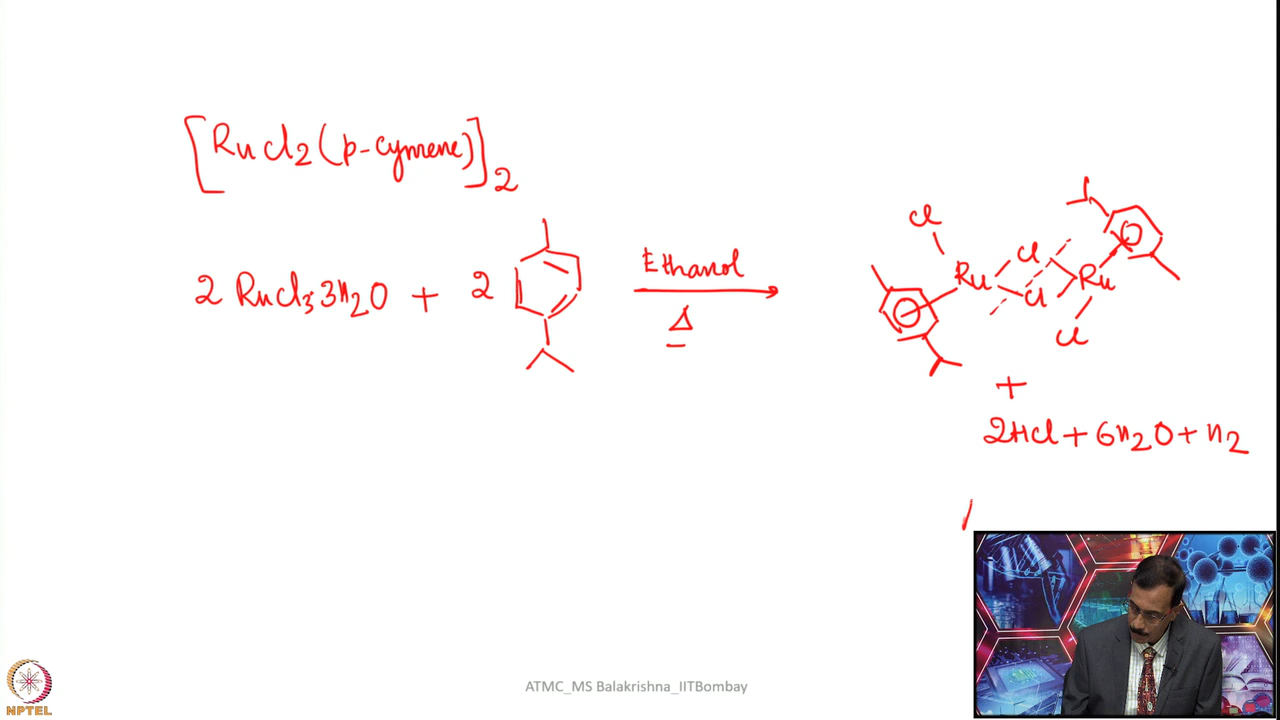 [RuCl2(p-cymene)]2
2 RuCl3 3H2O + 2
Ethanol
Δ
Cl
Ru Cl Cl Ru
Cl
+
2HCl + 6H2O + H2
NPTEL
ATMC_MS Balakrishna_IITBombay